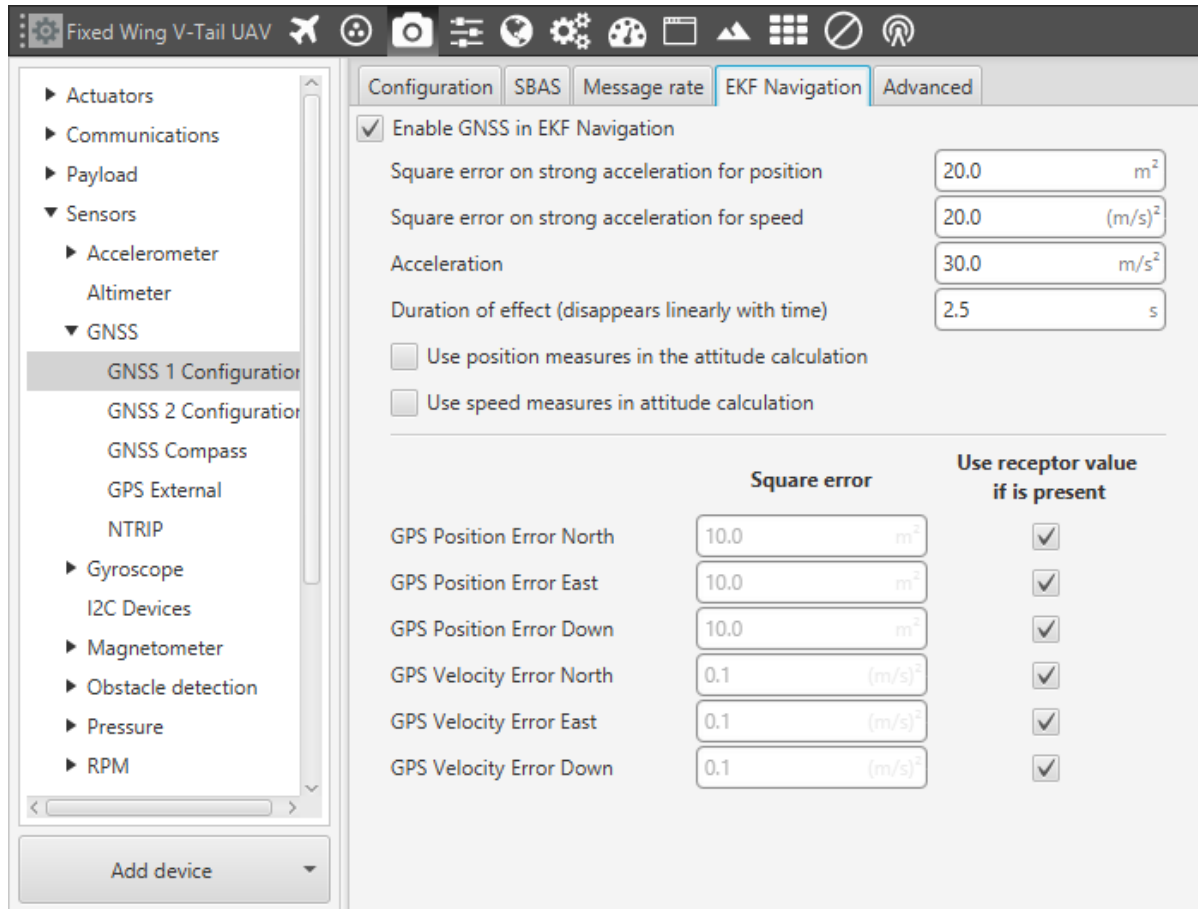 Fixed Wing V-Tail UAV
Actuators
Communications
Payload
Sensors
Accelerometer
Altimeter
GNSS
GNSS 1 Configuration
GNSS 2 Configuration
GNSS Compass
GPS External
NTRIP
Gyroscope
I2C Devices
Magnetometer
Obstacle detection
Pressure
RPM
Add device
Configuration SBAS Message rate EKF Navigation Advanced
Enable GNSS in EKF Navigation
Square error on strong acceleration for position 20.0 m²
Square error on strong acceleration for speed 20.0 (m/s)²
Acceleration 30.0 m/s²
Duration of effect (disappears linearly with time) 2.5 s
Use position measures in the attitude calculation
Use speed measures in attitude calculation
Square error
Use receptor value
if is present
GPS Position Error North 10.0 m²
GPS Position Error East 10.0 m²
GPS Position Error Down 10.0 m²
GPS Velocity Error North 0.1 (m/s)²
GPS Velocity Error East 0.1 (m/s)²
GPS Velocity Error Down 0.1 (m/s)²